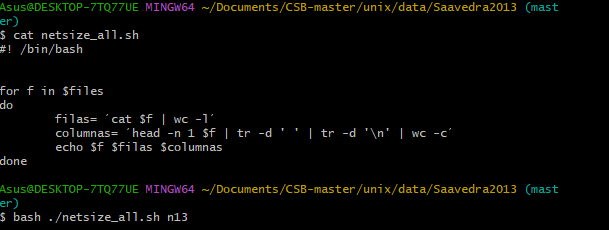 Asus@DESKTOP-7TQ77UE MINGW64 ~/Documents/CSB-master/unix/data/Saavedra2013 (mast
er)
$ cat netsize_all.sh
#! /bin/bash
for f in $files
do
filas= ´cat $f | wc -l´
columnas= ´head -n 1 $f | tr -d ' ' | tr -d '\n' | wc -c´
echo $f $filas $columnas
done
Asus@DESKTOP-7TQ77UE MINGW64 ~/Documents/CSB-master/unix/data/Saavedra2013 (mast
er)
$ bash ./netsize_all.sh n13